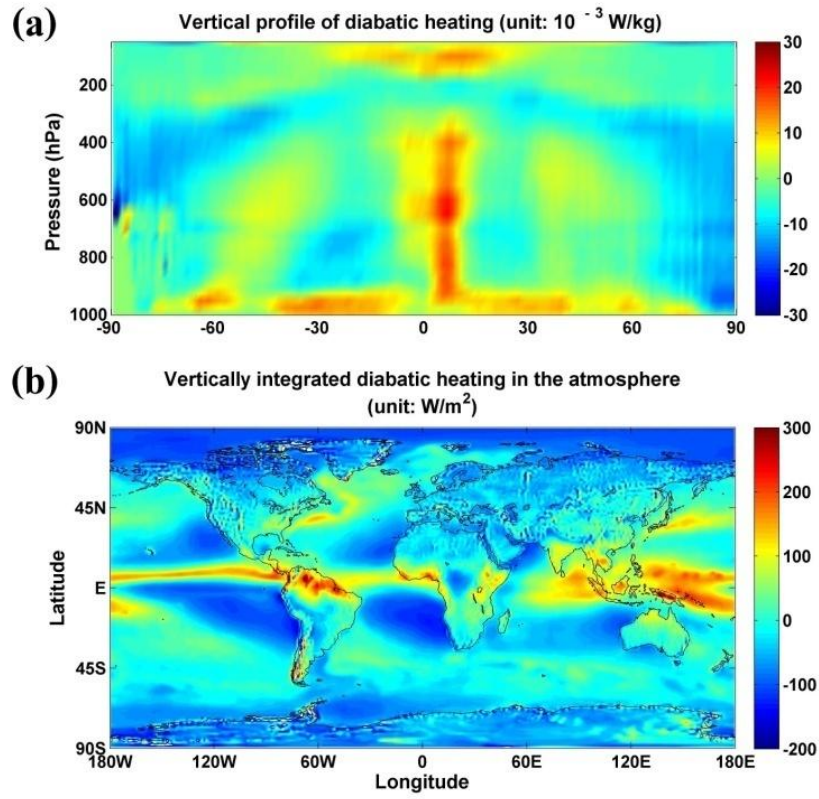 (a)
Vertical profile of diabatic heating (unit: 10 ⁻³ W/kg)
Pressure (hPa)
200
400
600
800
1000
-90
-60
-30
0
30
60
90
30
20
10
0
-10
-20
-30
(b)
Vertically integrated diabatic heating in the atmosphere
(unit: W/m²)
Latitude
90N
45N
E
45S
90S
180W
120W
60W
0
60E
120E
180E
Longitude
300
200
100
0
-100
-200